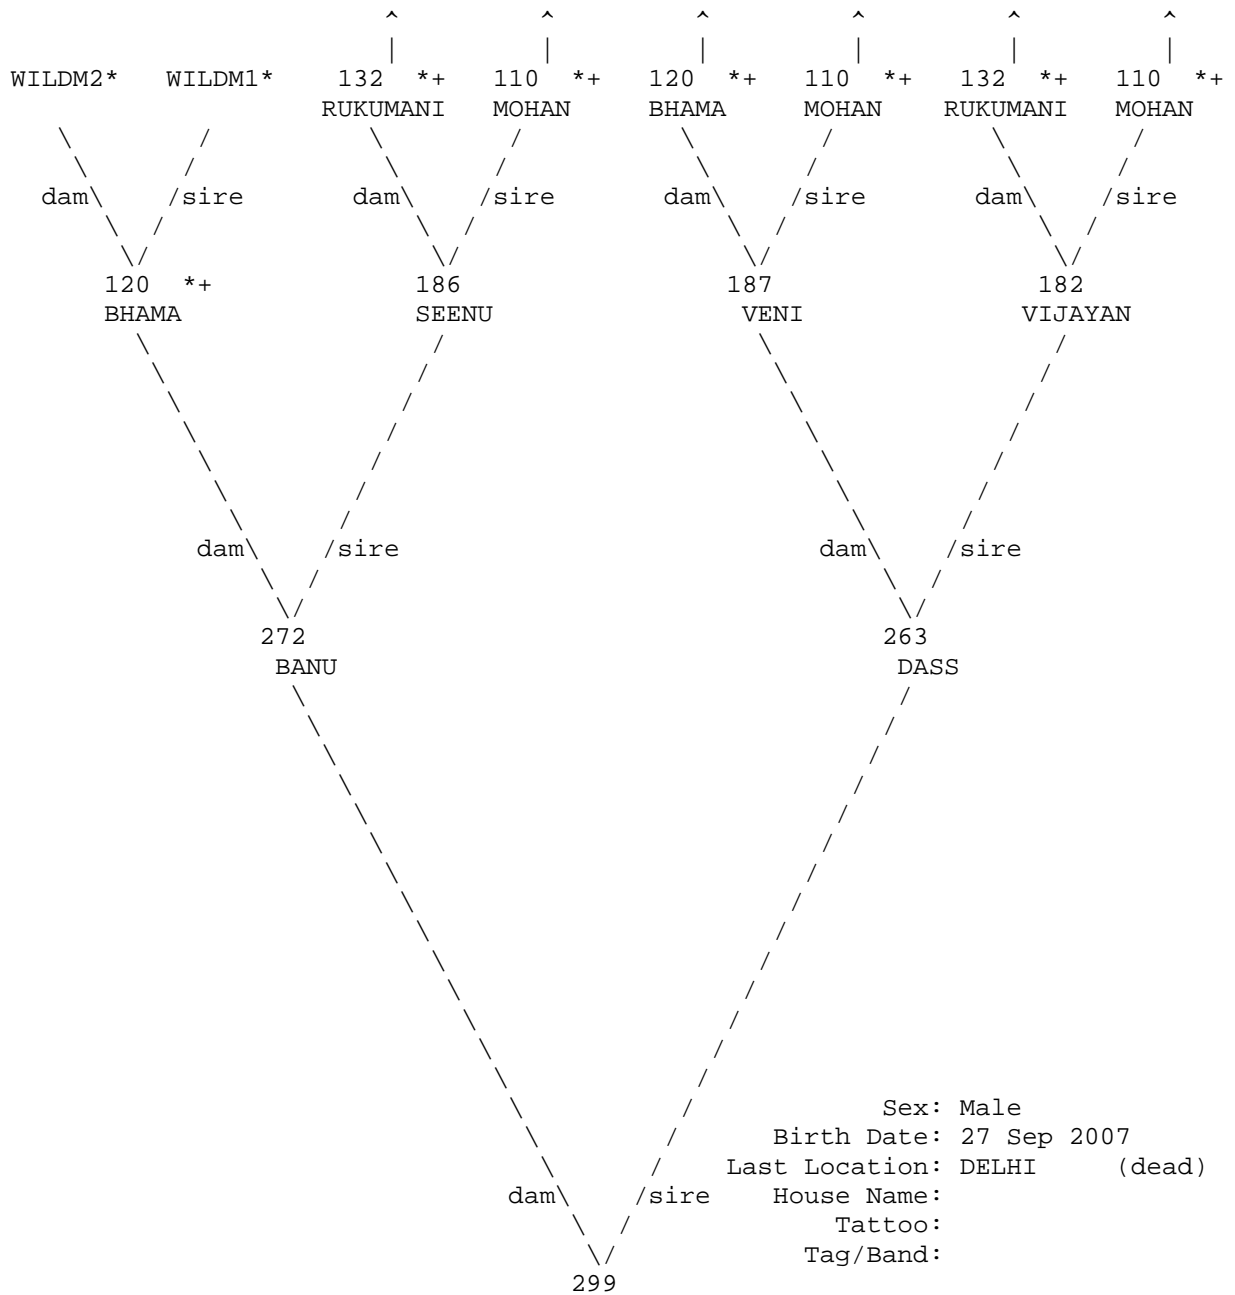 ^ ^ ^ ^ ^ ^
| | | | | |
WILDM2* WILDM1* 132 *+ 110 *+ 120 *+ 110 *+ 132 *+ 110 *+
RUKUMANI MOHAN BHAMA MOHAN RUKUMANI MOHAN
dam sire dam sire dam sire dam sire
120 *+ 186 187 182
BHAMA SEENU VENI VIJAYAN
dam sire dam sire
272 263
BANU DASS
Sex: Male
Birth Date: 27 Sep 2007
Last Location: DELHI (dead)
dam sire House Name:
Tattoo:
Tag/Band:
299